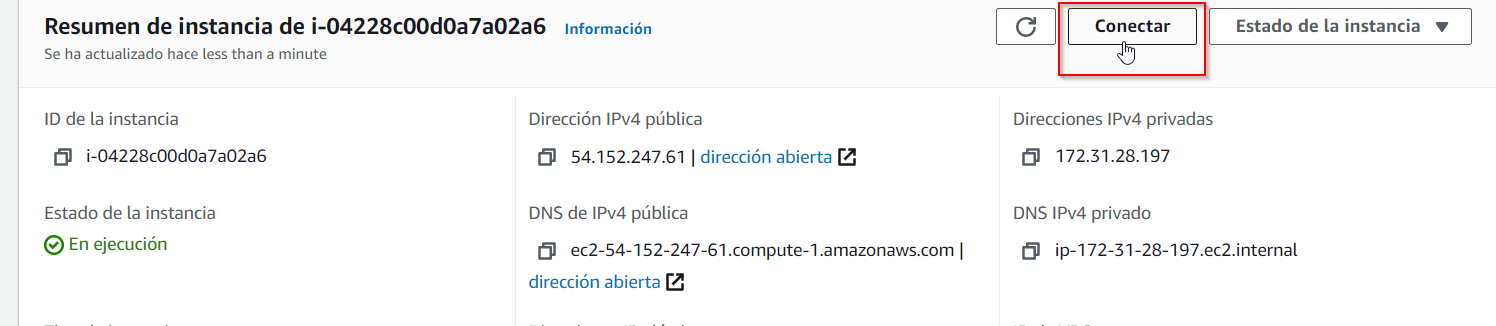 Resumen de instancia de i-04228c00d0a7a02a6 Información
Se ha actualizado hace less than a minute
Conectar
Estado de la instancia
ID de la instancia
i-04228c00d0a7a02a6
Dirección IPv4 pública
54.152.247.61 | dirección abierta
Direcciones IPv4 privadas
172.31.28.197
Estado de la instancia
En ejecución
DNS de IPv4 pública
ec2-54-152-247-61.compute-1.amazonaws.com |
dirección abierta
DNS IPv4 privado
ip-172-31-28-197.ec2.internal